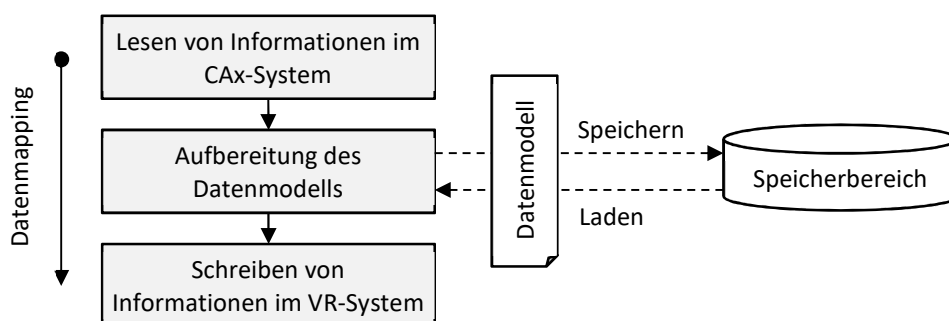 Datenmapping
Lesen von Informationen im
CAx-System
Aufbereitung des
Datenmodells
Schreiben von
Informationen im VR-System
Datenmodell
Speichern
Laden
Speicherbereich